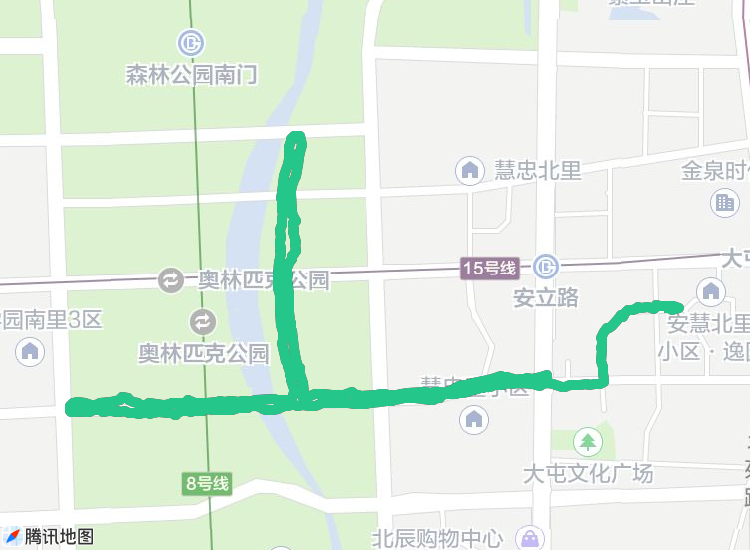 森林公园南门
慧忠北里
金泉时
15号线
安立路
奥林匹克公园
园南里3区
奥林匹克公园
安慧北里
小区·逸园
大屯文化广场
8号线
北辰购物中心
腾讯地图